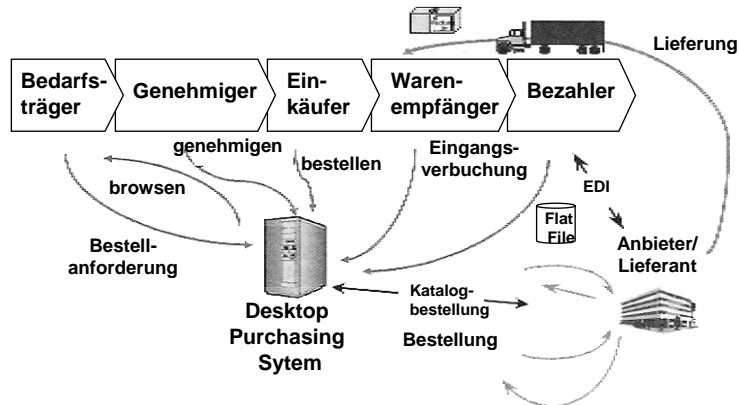 Lieferung
Bedarfs-
träger
Genehmiger
Ein-
käufer
Waren-
empfänger
Bezahler
genehmigen
bestellen
Eingangs-
verbuchung
browsen
EDI
Bestell-
anforderung
Flat
File
Anbieter/
Lieferant
Desktop
Purchasing
Sytem
Katalog-
bestellung
Bestellung